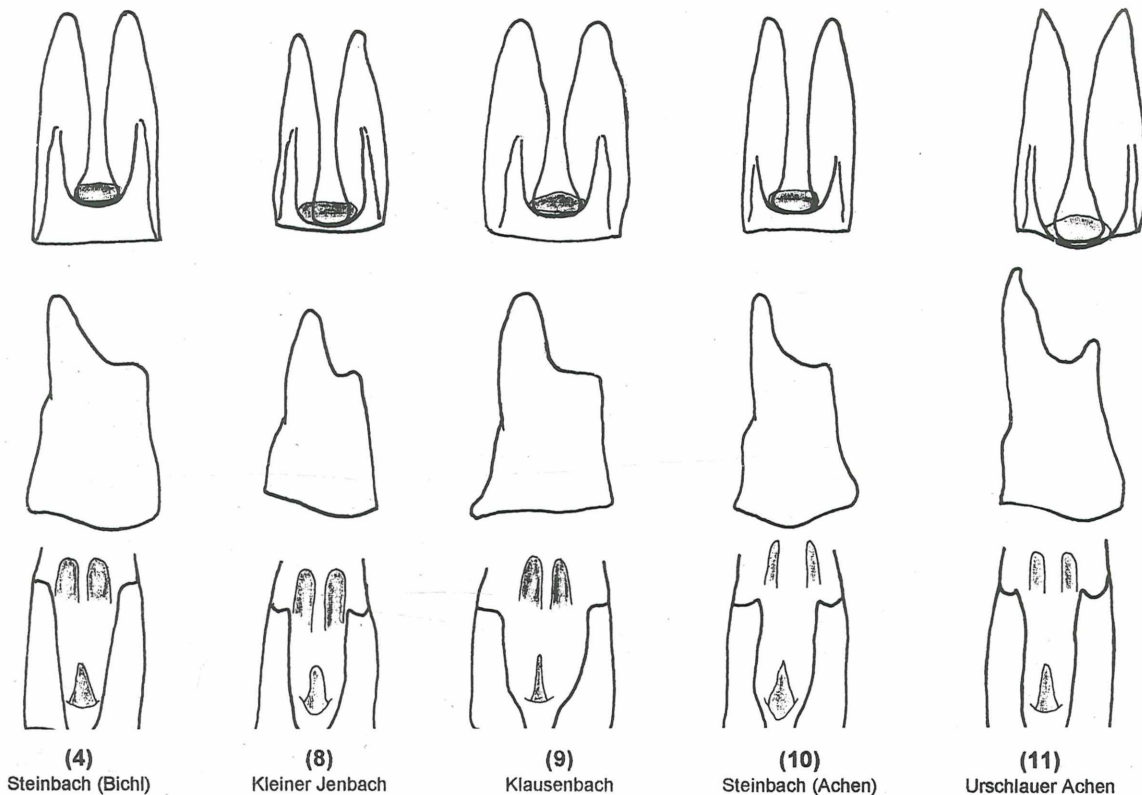 (4) (8) (9) (10) (11)
Steinbach (Bichl) Kleiner Jenbach Klausenbach Steinbach (Achen) Urschlauer Achen